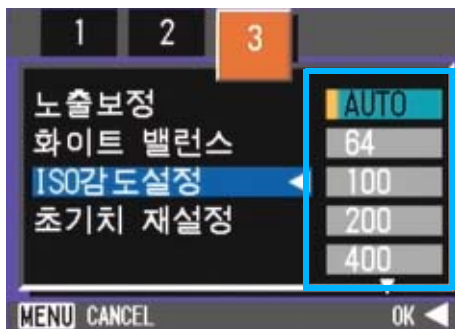 1 2 3
노출보정 AUTO
화이트 밸런스 64
ISO감도설정 100
초기치 재설정 200
400
MENU CANCEL OK